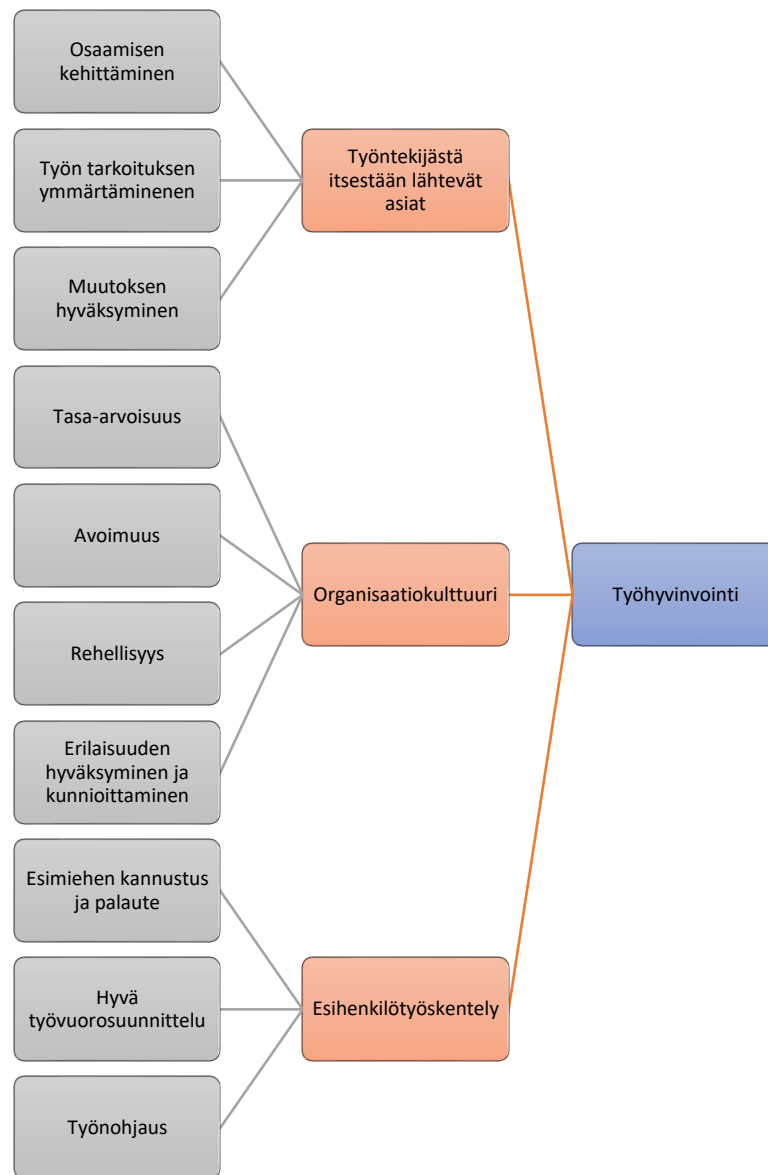 Osaamisen
kehittäminen
Työn tarkoituksen
ymmärtäminenen
Muutoksen
hyväksyminen
Työntekijästä
itsestään lähtevät
asiat
Tasa-arvoisuus
Avoimuus
Rehellisyys
Erilaisuuden
hyväksyminen ja
kunnioittaminen
Organisaatiokulttuuri
Työhyvinvointi
Esimiehen kannustus
ja palaute
Hyvä
työvuorosuunnittelu
Työnohjaus
Esihenkilötyöskentely